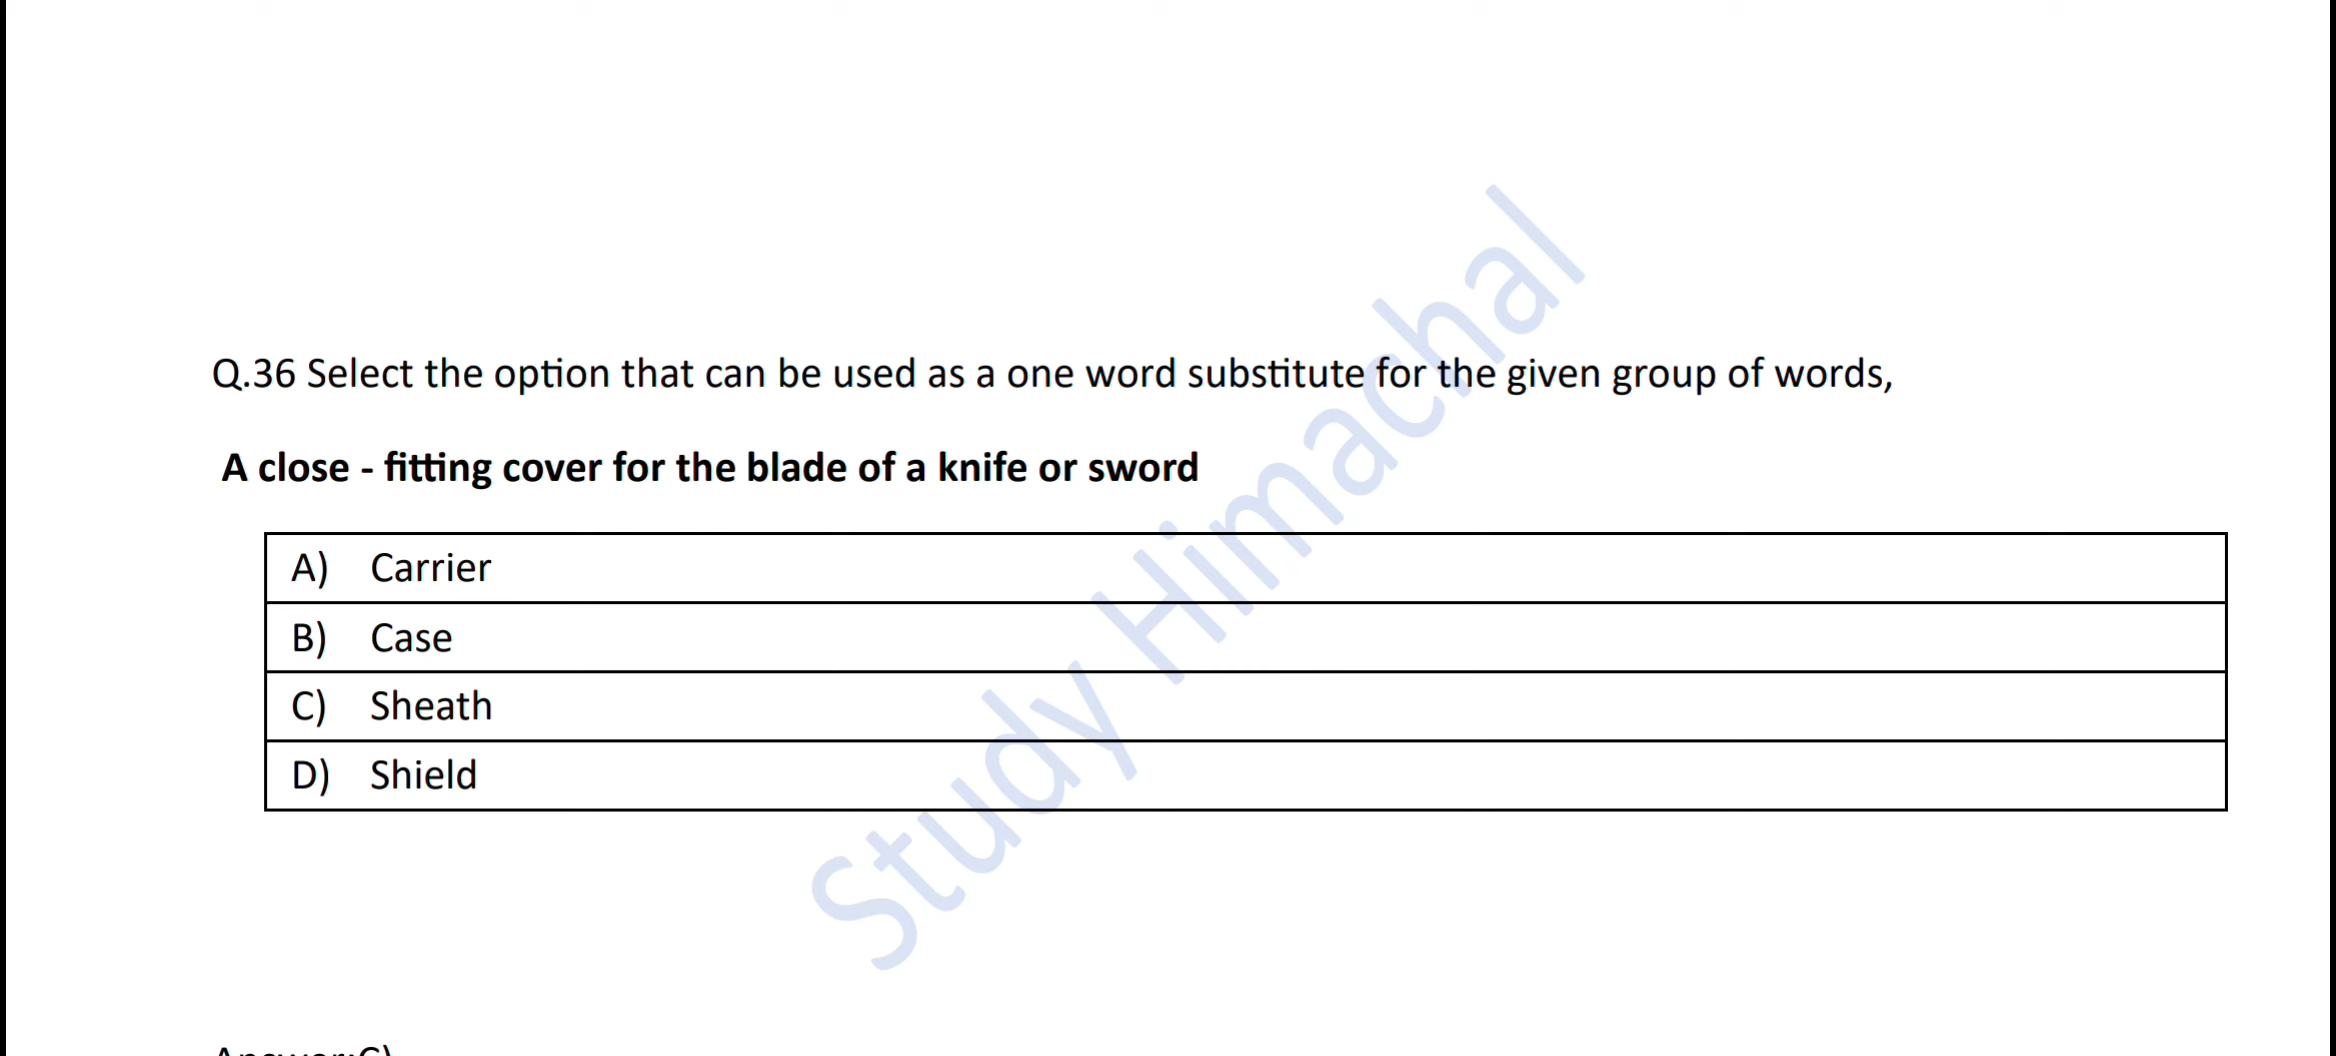 Q.36 Select the option that can be used as a one word substitute for the given group of words,
A close - fitting cover for the blade of a knife or sword
A) Carrier
B) Case
C) Sheath
D) Shield
Study Himachal
Answer:C)